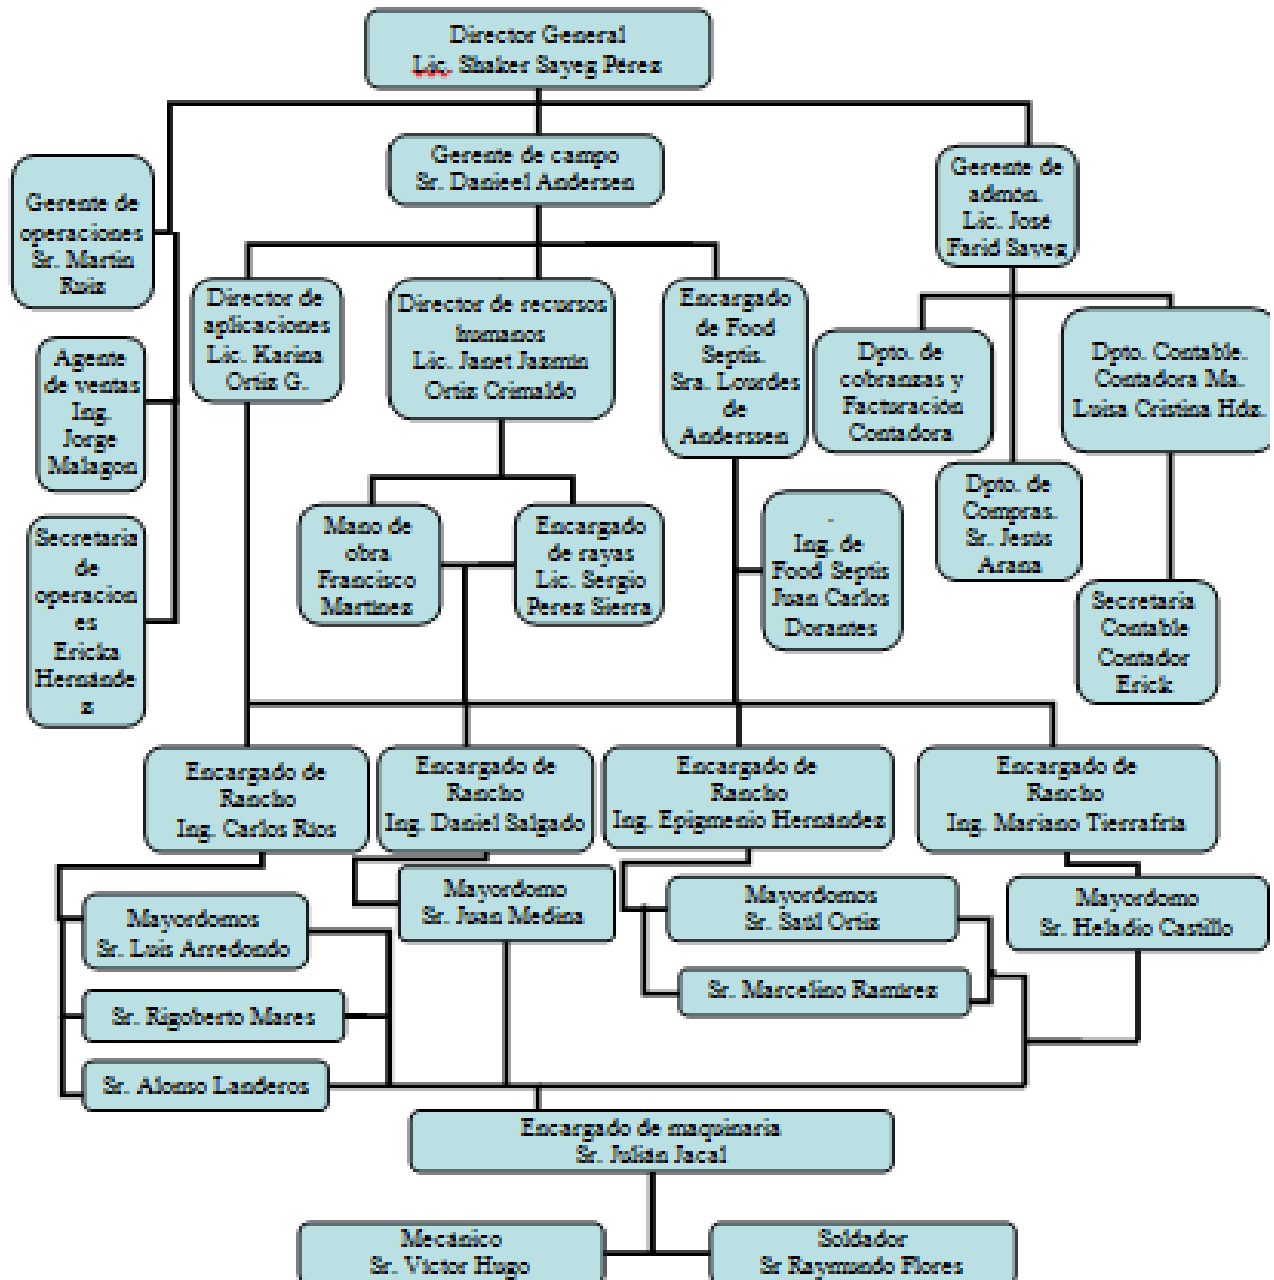 Director General
Lic. Shaker Sayeg Pérez
Gerente de campo
Sr. Danieel Andersen
Gerente de
admón.
Lic. José
Farid Sayeg
Gerente de
operaciones
Sr. Martin
Ruiz
Director de
aplicaciones
Lic. Karina
Ortiz G.
Director de recursos
humanos
Lic. Janet Jazmín
Ortiz Crimaldo
Encargado
de Food
Septis.
Sra. Lourdes
de
Anderssen
Dpto. de
cobranzas y
Facturación
Contadora
Dpto. Contable.
Contadora Ma.
Luisa Cristina Hdz.
Agente
de ventas
Ing.
Jorge
Malagon
Dpto. de
Compras.
Sr. Jesús
Arana
Secretaria
de
operacion
es
Ericka
Hernánde
z
Mano de
obra
Francisco
Martinez
Encargado
de rayas
Lic. Sergio
Perez Sierra
.
Ing. de
Food Septis
Juan Carlos
Dorantes
Secretaria
Contable
Contador
Erick
Encargado de
Rancho
Ing. Carlos Rios
Encargado de
Rancho
Ing. Daniel Salgado
Encargado de
Rancho
Ing. Epigmenio Hernández
Encargado de
Rancho
Ing. Mariano Tierrafría
Mayordomos
Sr. Luis Arredondo
Mayordomo
Sr. Juan Medina
Mayordomos
Sr. Saúl Ortiz
Mayordomo
Sr. Heladio Castillo
Sr. Marcelino Ramirez
Sr. Rigoberto Mares
Sr. Alonso Landeros
Encargado de maquinaria
Sr. Julián Jacal
Mecánico
Sr. Victor Hugo
Soldador
Sr Raymundo Flores